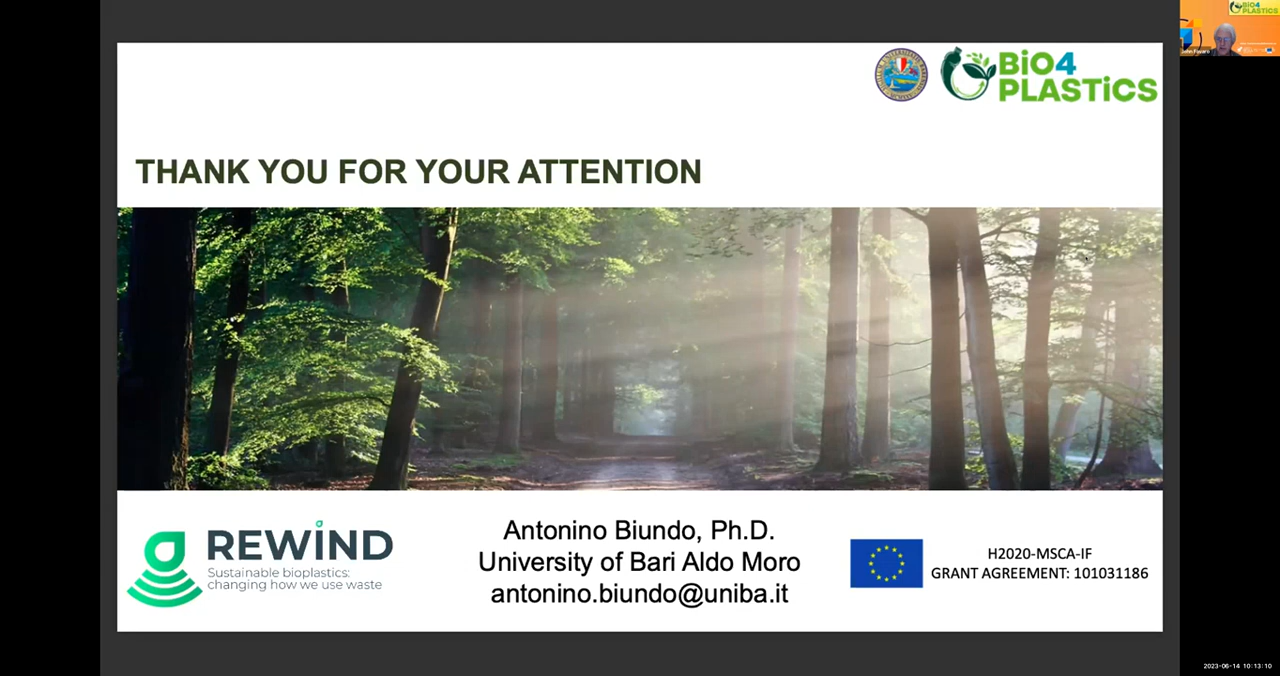 BiO4
PLASTiCS
THANK YOU FOR YOUR ATTENTION
REWiND
Sustainable bioplastics:
changing how we use waste
Antonino Biundo, Ph.D.
University of Bari Aldo Moro
antonino.biundo@uniba.it
H2020-MSCA-IF
GRANT AGREEMENT: 101031186
BiO4
PLASTiCS
2023-06-14 10:13:10